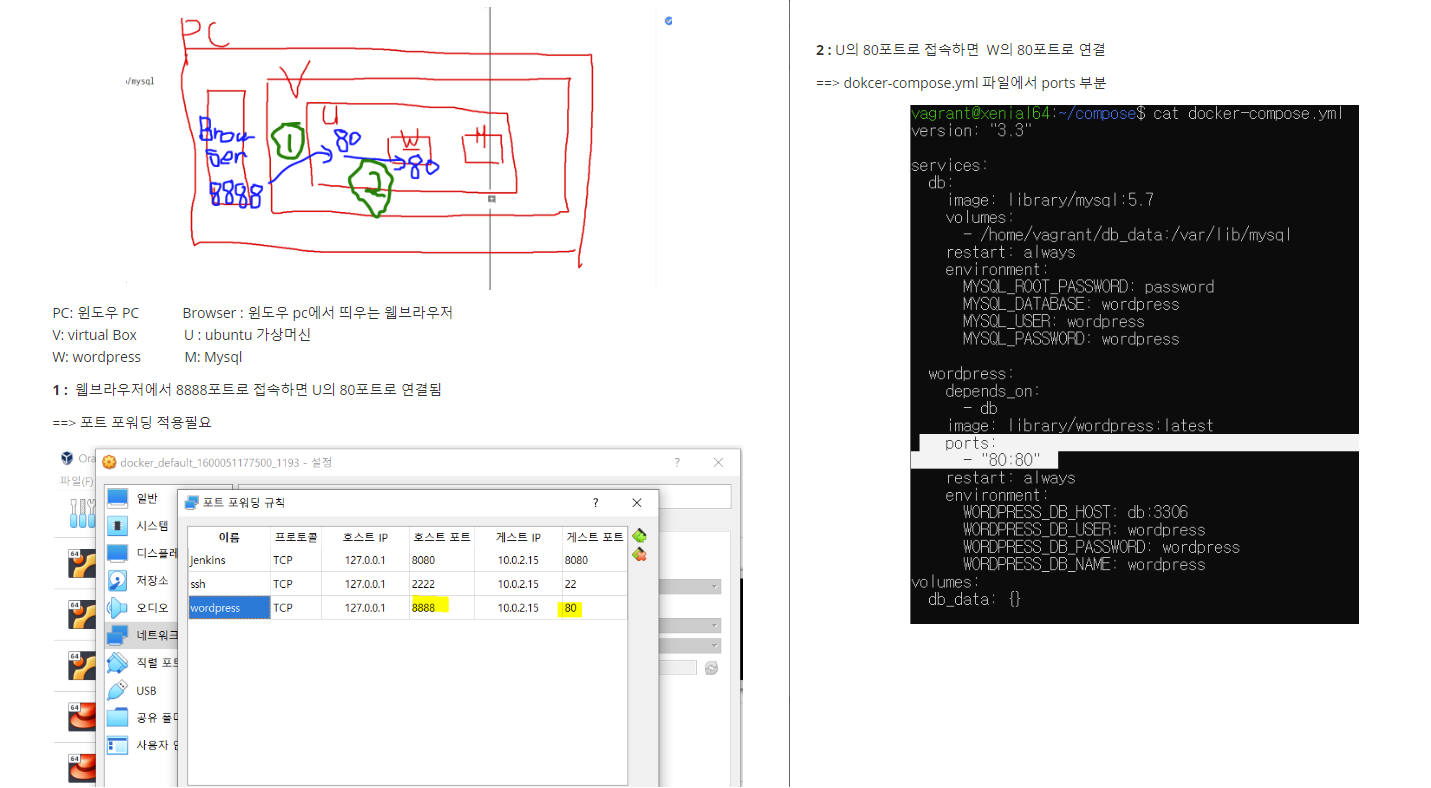 PC
V
/mysql
U
Brow
ser
8888
1
80
W
80
M
2
PC: 윈도우 PC Browser : 윈도우 pc에서 띄우는 웹브라우저
V: virtual Box U : ubuntu 가상머신
W: wordpress M: Mysql
1 : 웹브라우저에서 8888포트로 접속하면 U의 80포트로 연결됨
==> 포트 포워딩 적용필요
Ora
docker_default_1600051177500_1193 - 설정
파일(F)
일반
시스템
디스플레
저장소
오디오
네트워크
직렬 포트
USB
공유 폴더
사용자 인
포트 포워딩 규칙
이름 프로토콜 호스트 IP 호스트 포트 게스트 IP 게스트 포트
jenkins TCP 127.0.0.1 8080 10.0.2.15 8080
ssh TCP 127.0.0.1 2222 10.0.2.15 22
wordpress TCP 127.0.0.1 8888 10.0.2.15 80
64
64
64
64
64
2 : U의 80포트로 접속하면 W의 80포트로 연결
==> dokcer-compose.yml 파일에서 ports 부분
vagrant@xenial64:~/compose$ cat docker-compose.yml
version: "3.3"
services:
db:
image: library/mysql:5.7
volumes:
- /home/vagrant/db_data:/var/lib/mysql
restart: always
environment:
MYSQL_ROOT_PASSWORD: password
MYSQL_DATABASE: wordpress
MYSQL_USER: wordpress
MYSQL_PASSWORD: wordpress
wordpress:
depends_on:
- db
image: library/wordpress:latest
ports:
- "80:80"
restart: always
environment:
WORDPRESS_DB_HOST: db:3306
WORDPRESS_DB_USER: wordpress
WORDPRESS_DB_PASSWORD: wordpress
WORDPRESS_DB_NAME: wordpress
volumes:
db_data: {}